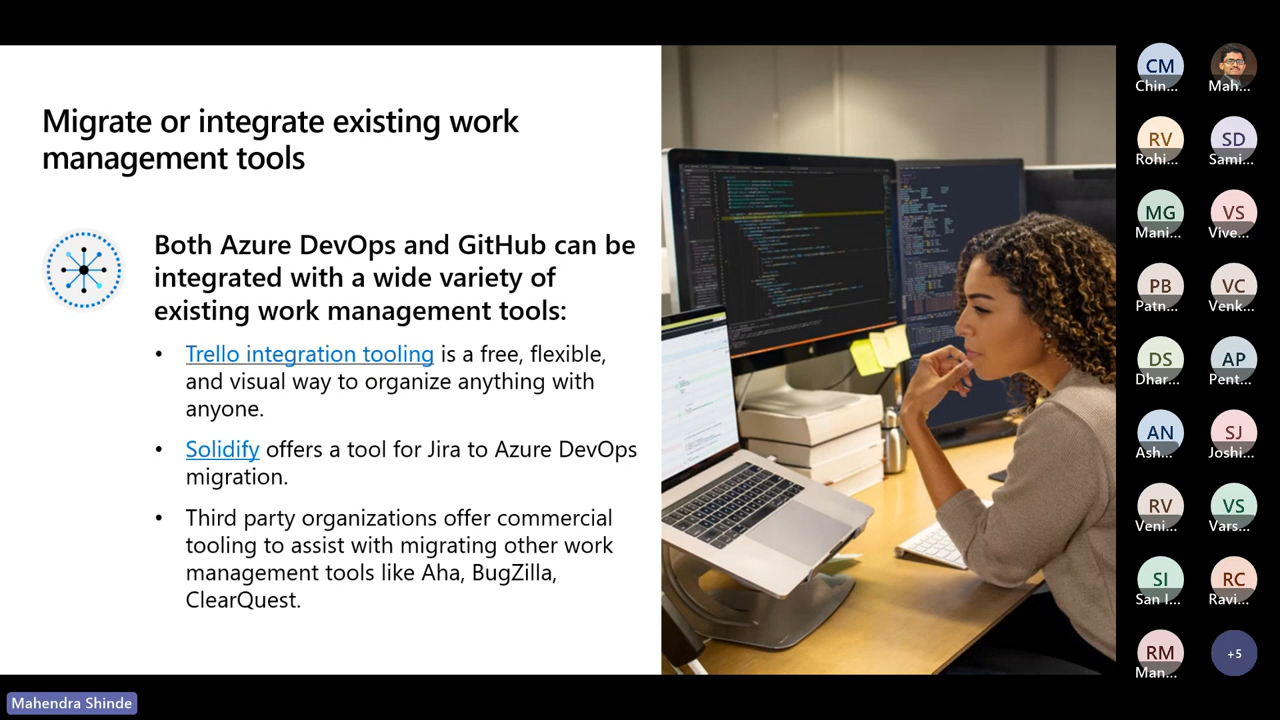 Migrate or integrate existing work
management tools
Both Azure DevOps and GitHub can be
integrated with a wide variety of
existing work management tools:
• Trello integration tooling is a free, flexible,
and visual way to organize anything with
anyone.
• Solidify offers a tool for Jira to Azure DevOps
migration.
• Third party organizations offer commercial
tooling to assist with migrating other work
management tools like Aha, BugZilla,
ClearQuest.
CM
Chin...
Mah...
RV
Rohi...
SD
Sami...
MG
Mani...
VS
Vive...
PB
Patn...
VC
Venk...
DS
Dhar...
AP
Pent...
AN
Ash...
SJ
Joshi...
RV
Veni...
VS
Vars...
SI
San I...
RC
Ravi...
RM
Man...
+5
Mahendra Shinde